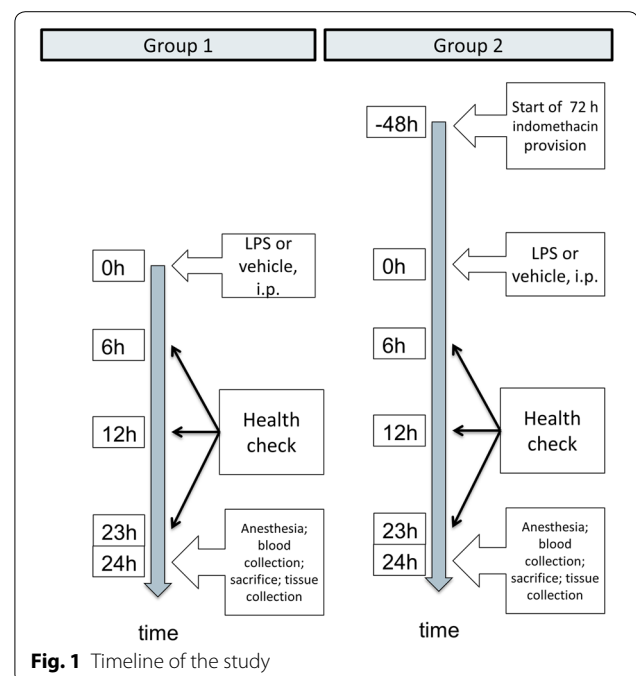 Group 1
0h
LPS or
vehicle,
i.p.
6h
12h
Health
check
23h
24h
Anesthesia;
blood
collection;
sacrifice; tissue
collection
time
Group 2
-48h
Start of 72 h
indomethacin
provision
0h
LPS or
vehicle, i.p.
6h
12h
Health
check
23h
24h
Anesthesia;
blood
collection;
sacrifice; tissue
collection
time
Fig. 1 Timeline of the study